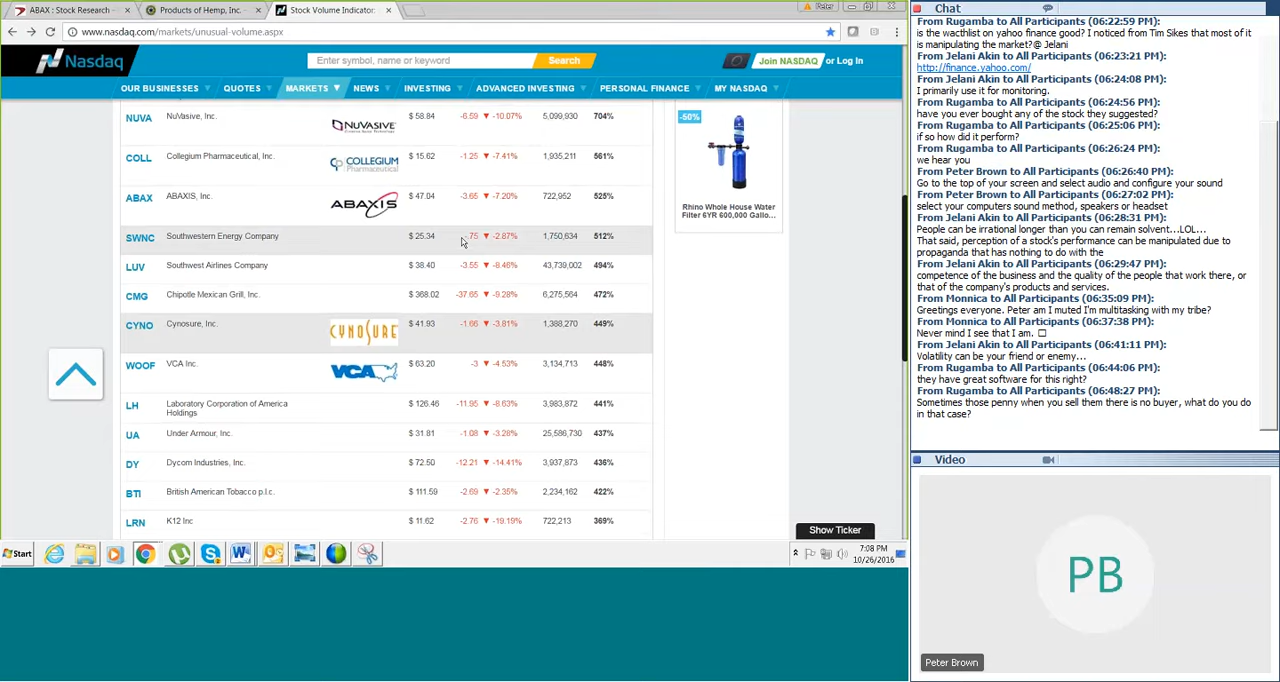 ABAX : Stock Research -
Products of Hemp, Inc.
Stock Volume Indicator:
Peter
www.nasdaq.com/markets/unusual-volume.aspx
Nasdaq
Enter symbol, name or keyword
Search
Join NASDAQ or Log In
OUR BUSINESSES QUOTES MARKETS NEWS INVESTING ADVANCED INVESTING PERSONAL FINANCE MY NASDAQ
NUVA NuVasive, Inc. NUVASIVE $ 58.84 -6.59 ▼ -10.07% 5,099,930 704%
COLL Collegium Pharmaceutical, Inc. COLLEGIUM Pharmaceutical $ 15.62 -1.25 ▼ -7.41% 1,935,211 561%
ABAX ABAXIS, Inc. ABAXIS $ 47.04 -3.65 ▼ -7.20% 722,952 525%
SWNC Southwestern Energy Company $ 25.34 .75 ▼ -2.87% 1,750,634 512%
LUV Southwest Airlines Company $ 38.40 -3.55 ▼ -8.46% 43,739,002 494%
CMG Chipotle Mexican Grill, Inc. $ 368.02 -37.65 ▼ -9.28% 6,275,564 472%
CYNO Cynosure, Inc. CYNOSURE $ 41.93 -1.66 ▼ -3.81% 1,388,270 449%
WOOF VCA Inc. VCA $ 63.20 -3 ▼ -4.53% 3,134,713 448%
LH Laboratory Corporation of America $ 126.46 -11.95 ▼ -8.63% 3,983,872 441%
Holdings
UA Under Armour, Inc. $ 31.81 -1.08 ▼ -3.28% 25,586,730 437%
DY Dycom Industries, Inc. $ 72.50 -12.21 ▼ -14.41% 3,937,873 436%
BTI British American Tobacco p.l.c. $ 111.59 -2.69 ▼ -2.35% 2,234,162 422%
LRN K12 Inc $ 11.62 -2.76 ▼ -19.19% 722,213 369%
-50%
Rhino Whole House Water
Filter 6YR 600,000 Gallo...
Show Ticker
Start
7:08 PM
10/26/2016
Chat
From Rugamba to All Participants (06:22:59 PM):
is the wacthlist on yahoo finance good? I noticed from Tim Sikes that most of it
is manipulating the market?@ Jelani
From Jelani Akin to All Participants (06:23:21 PM):
http://finance.yahoo.com/
From Jelani Akin to All Participants (06:24:08 PM):
I primarily use it for monitoring.
From Rugamba to All Participants (06:24:56 PM):
have you ever bought any of the stock they suggested?
From Rugamba to All Participants (06:25:06 PM):
if so how did it perform?
From Rugamba to All Participants (06:26:24 PM):
we hear you
From Peter Brown to All Participants (06:26:40 PM):
Go to the top of your screen and select audio and configure your sound
From Peter Brown to All Participants (06:27:02 PM):
select your computers sound method, speakers or headset
From Jelani Akin to All Participants (06:28:31 PM):
People can be irrational longer than you can remain solvent...LOL...
That said, perception of a stock's performance can be manipulated due to
propaganda that has nothing to do with the
From Jelani Akin to All Participants (06:29:47 PM):
competence of the business and the quality of the people that work there, or
that of the company's products and services.
From Monnica to All Participants (06:35:09 PM):
Greetings everyone. Peter am I muted I'm multitasking with my tribe?
From Monnica to All Participants (06:37:38 PM):
Never mind I see that I am. □
From Jelani Akin to All Participants (06:41:11 PM):
Volatility can be your friend or enemy...
From Rugamba to All Participants (06:44:06 PM):
they have great software for this right?
From Rugamba to All Participants (06:48:27 PM):
Sometimes those penny when you sell them there is no buyer, what do you do
in that case?
Video
PB
Peter Brown